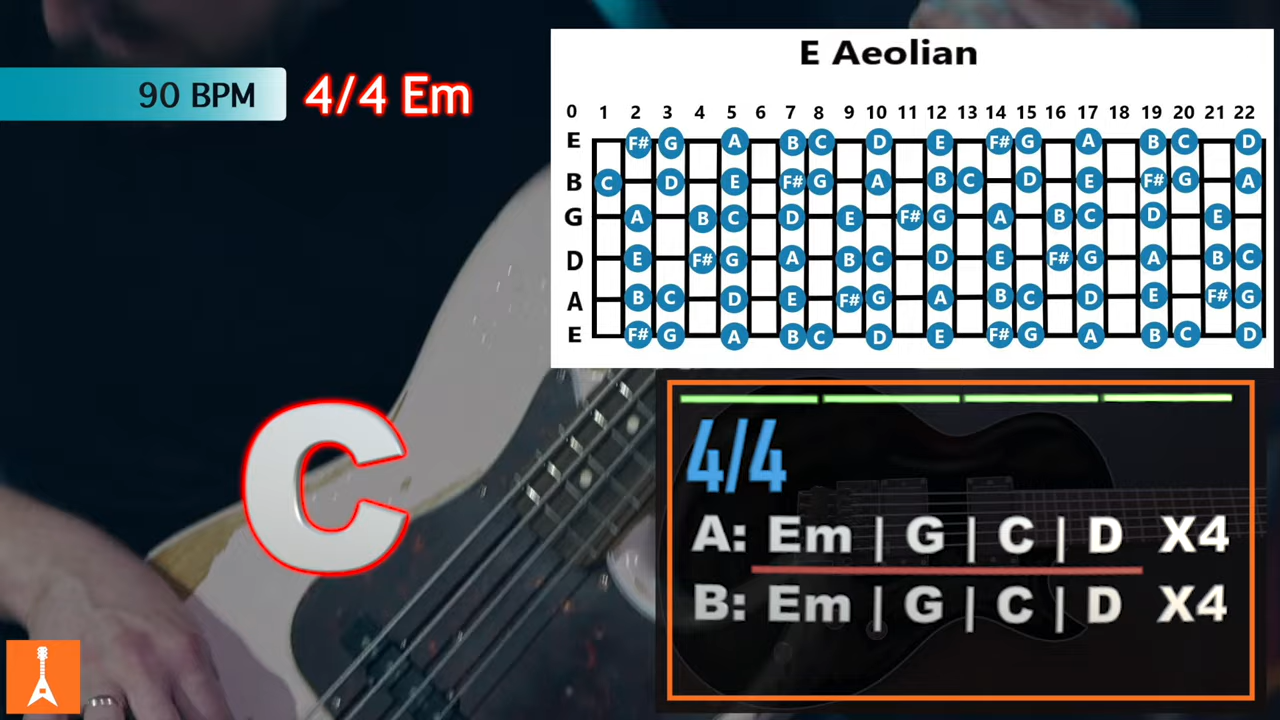 90 BPM
4/4 Em
E Aeolian
0 1 2 3 4 5 6 7 8 9 10 11 12 13 14 15 16 17 18 19 20 21 22
E F# G A B C D E F# G A B C D
B C D E F# G A B C D E F# G A
G A B C D E F# G A B C D E
D E F# G A B C D E F# G A B C
A B C D E F# G A B C D E F# G
E F# G A B C D E F# G A B C D
C
4/4
A: Em | G | C | D X4
B: Em | G | C | D X4